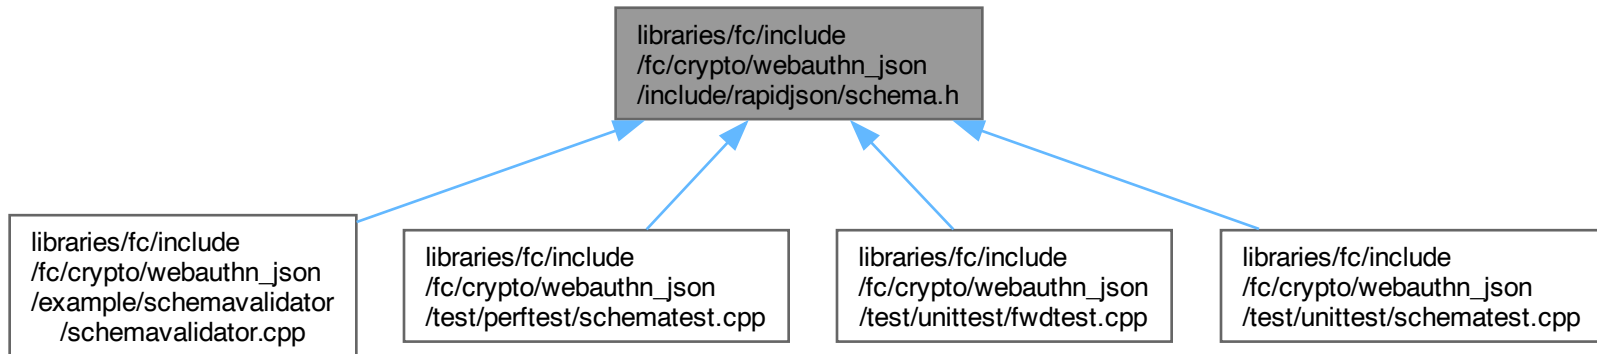 libraries/fc/include
/fc/crypto/webauthn_json
/include/rapidjson/schema.h
libraries/fc/include
/fc/crypto/webauthn_json
/example/schemavalidator
/schemavalidator.cpp
libraries/fc/include
/fc/crypto/webauthn_json
/test/perftest/schematest.cpp
libraries/fc/include
/fc/crypto/webauthn_json
/test/unittest/fwdtest.cpp
libraries/fc/include
/fc/crypto/webauthn_json
/test/unittest/schematest.cpp